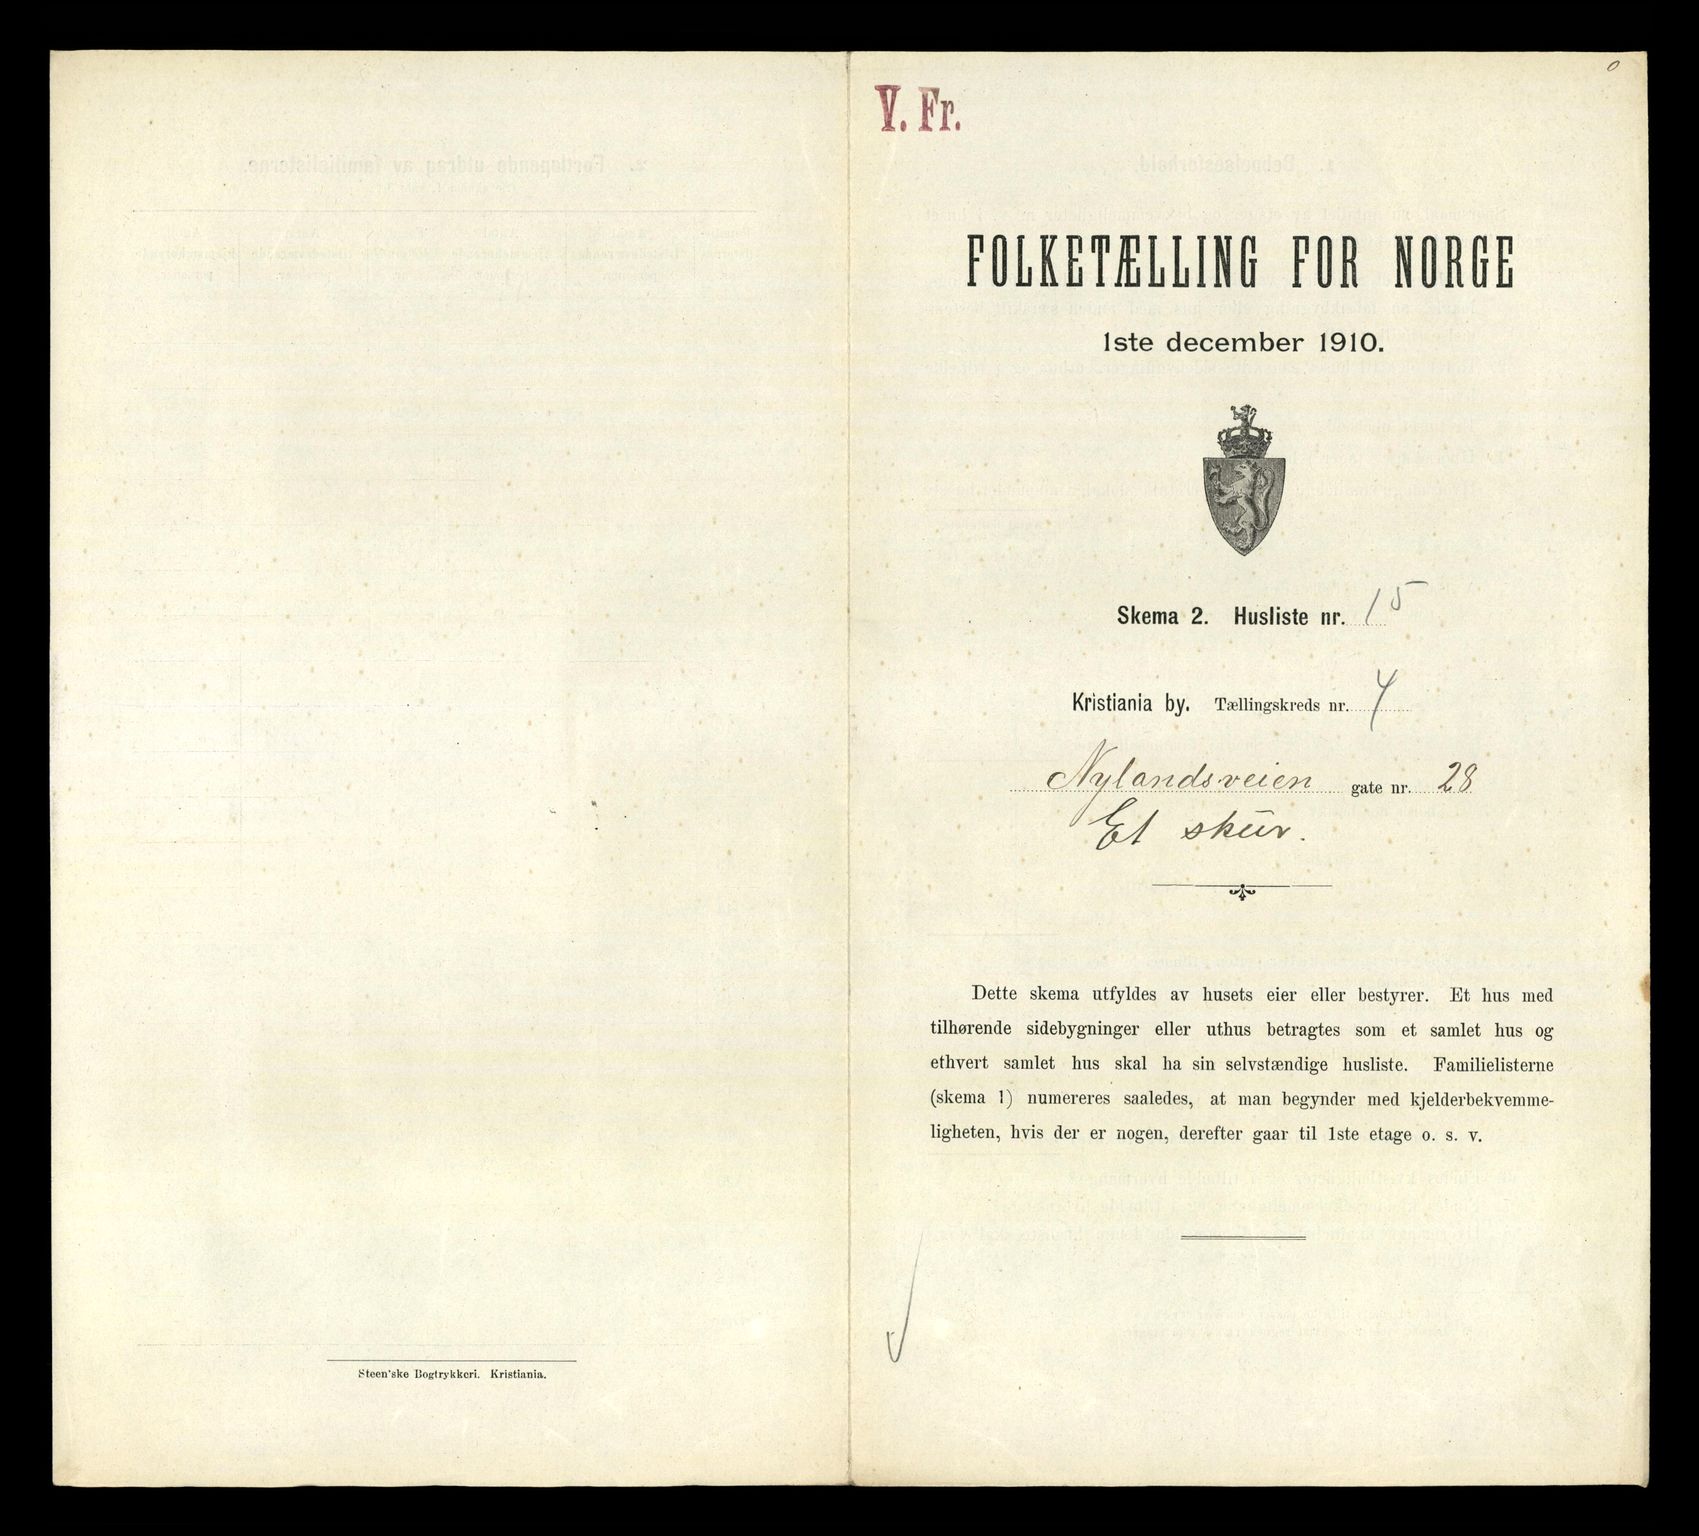 V. Fr.
FOLKETÆLLING FOR NORGE
1ste december 1910.
Skema 2. Husliste nr. 15
Kristiania by. Tællingskreds nr. 4
Nylandsveien gate nr. 28
Et skur.
Dette skema utfyldes av husets eier eller bestyrer. Et hus med
tilhørende sidebygninger eller uthus betragtes som et samlet hus og
ethvert samlet hus skal ha sin selvstændige husliste. Familielisterne
(skema 1) numereres saaledes, at man begynder med kjelderbekvemme-
ligheten, hvis der er nogen, derefter gaar til 1ste etage o. s. v.
Steen'ske Bogtrykkeri. Kristiania.